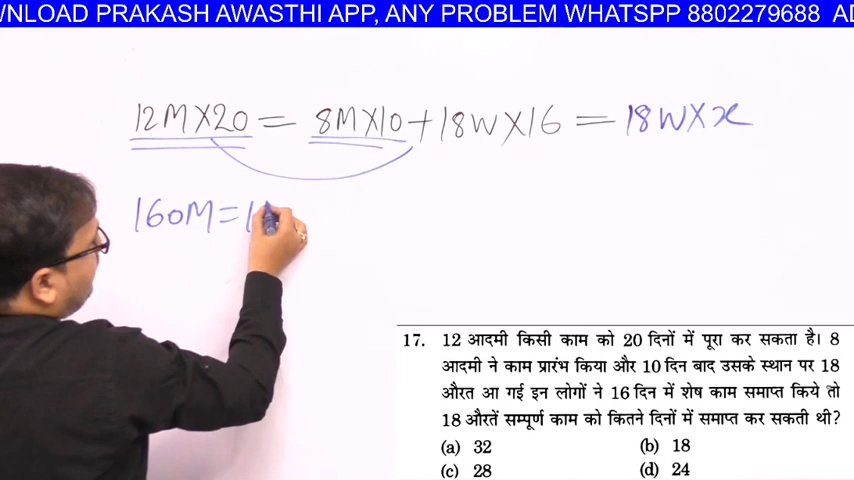 WNLOAD PRAKASH AWASTHI APP, ANY PROBLEM WHATSPP 8802279688 AD
12M×20 = 8M×10 + 18W×16 = 18W×x
160M = 1
17. 12 आदमी किसी काम को 20 दिनों में पूरा कर सकता है। 8
आदमी ने काम प्रारंभ किया और 10 दिन बाद उसके स्थान पर 18
औरत आ गई इन लोगों ने 16 दिन में शेष काम समाप्त किये तो
18 औरतें सम्पूर्ण काम को कितने दिनों में समाप्त कर सकती थी?
(a) 32 (b) 18
(c) 28 (d) 24